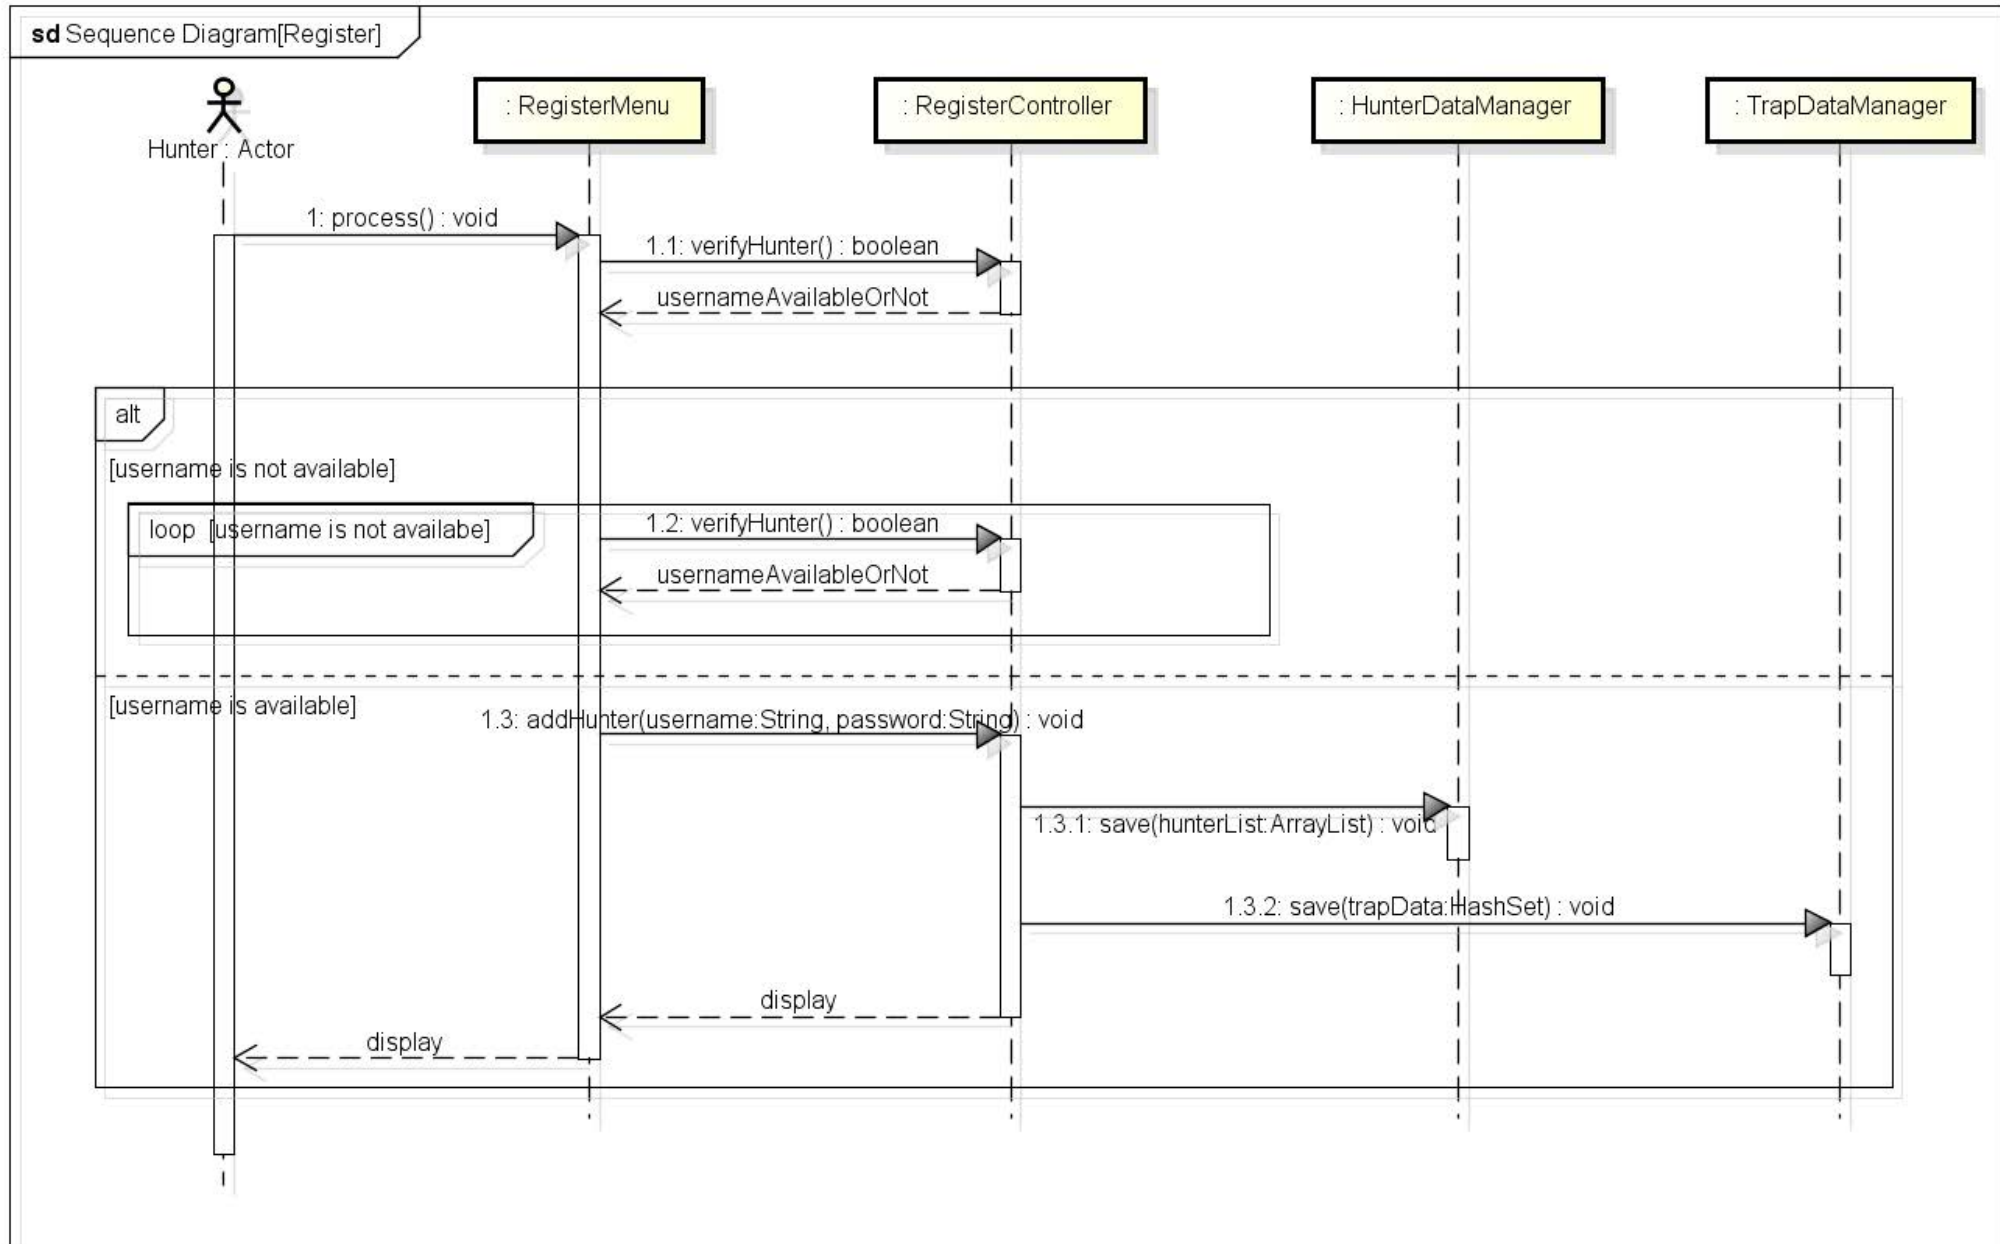 sd Sequence Diagram[Register]
Hunter : Actor
: RegisterMenu
: RegisterController
: HunterDataManager
: TrapDataManager
1: process() : void
1.1: verifyHunter() : boolean
usernameAvailableOrNot
alt
[username is not available]
loop [username is not availabe]
1.2: verifyHunter() : boolean
usernameAvailableOrNot
[username is available]
1.3: addHunter(username:String, password:String) : void
1.3.1: save(hunterList:ArrayList) : void
1.3.2: save(trapData:HashSet) : void
display
display